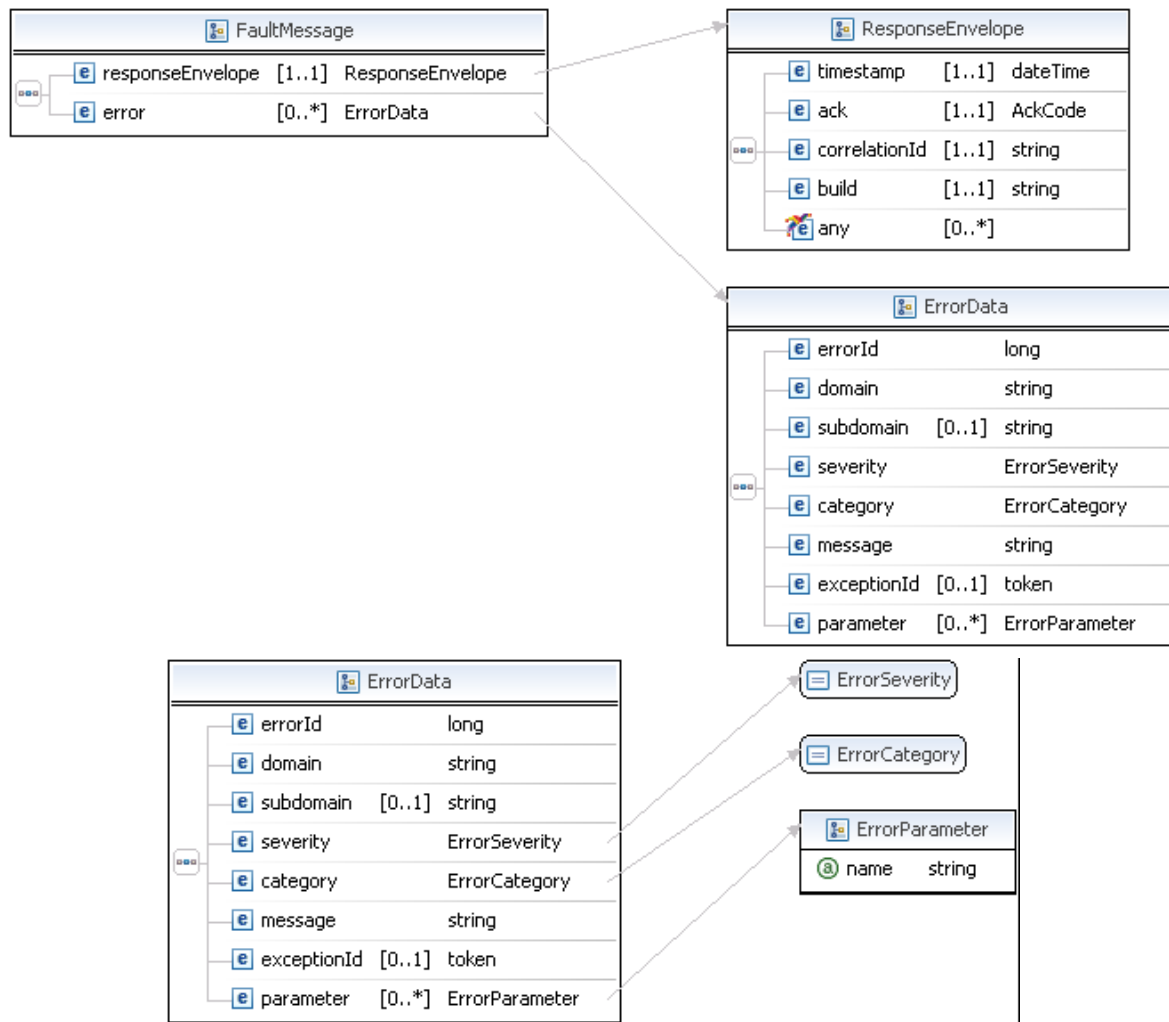 FaultMessage
responseEnvelope [1..1] ResponseEnvelope
error [0..*] ErrorData
ResponseEnvelope
timestamp [1..1] dateTime
ack [1..1] AckCode
correlationId [1..1] string
build [1..1] string
any [0..*]
ErrorData
errorId long
domain string
subdomain [0..1] string
severity ErrorSeverity
category ErrorCategory
message string
exceptionId [0..1] token
parameter [0..*] ErrorParameter
ErrorData
errorId long
domain string
subdomain [0..1] string
severity ErrorSeverity
category ErrorCategory
message string
exceptionId [0..1] token
parameter [0..*] ErrorParameter
ErrorSeverity
ErrorCategory
ErrorParameter
name string